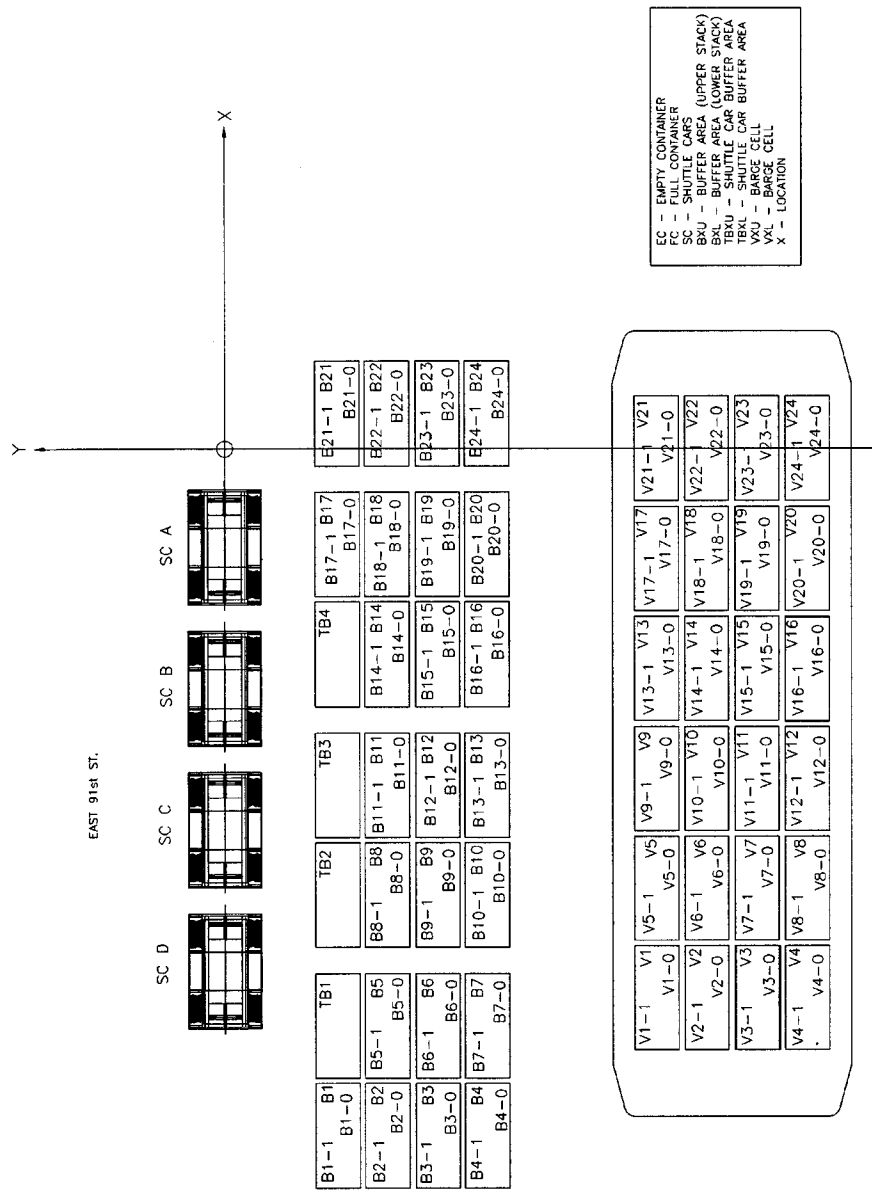 Y
X
EAST 91st ST.
SC D
SC C
SC B
SC A
B1-1 B1
B1-0
B2-1 B2
B2-0
B3-1 B3
B3-0
B4-1 B4
B4-0
TB1
B5-1 B5
B5-0
B6-1 B6
B6-0
B7-1 B7
B7-0
TB2
B8-1 B8
B8-0
B9-1 B9
B9-0
B10-1 B10
B10-0
TB3
B11-1 B11
B11-0
B12-1 B12
B12-0
B13-1 B13
B13-0
TB4
B14-1 B14
B14-0
B15-1 B15
B15-0
B16-1 B16
B16-0
B17-1 B17
B17-0
B18-1 B18
B18-0
B19-1 B19
B19-0
B20-1 B20
B20-0
B21-1 B21
B21-0
B22-1 B22
B22-0
B23-1 B23
B23-0
B24-1 B24
B24-0
V1-1 V1
V1-0
V2-1 V2
V2-0
V3-1 V3
V3-0
V4-1 V4
V4-0
V5-1 V5
V5-0
V6-1 V6
V6-0
V7-1 V7
V7-0
V8-1 V8
V8-0
V9-1 V9
V9-0
V10-1 V10
V10-0
V11-1 V11
V11-0
V12-1 V12
V12-0
V13-1 V13
V13-0
V14-1 V14
V14-0
V15-1 V15
V15-0
V16-1 V16
V16-0
V17-1 V17
V17-0
V18-1 V18
V18-0
V19-1 V19
V19-0
V20-1 V20
V20-0
V21-1 V21
V21-0
V22-1 V22
V22-0
V23-1 V23
V23-0
V24-1 V24
V24-0
EC - EMPTY CONTAINER
FC - FULL CONTAINER
SC - SHUTTLE CARS
BXU - BUFFER AREA (UPPER STACK)
BXL - BUFFER AREA (LOWER STACK)
TBXU - SHUTTLE CAR BUFFER AREA
TBXL - SHUTTLE CAR BUFFER AREA
VXU - BARGE CELL
VXL - BARGE CELL
X - LOCATION